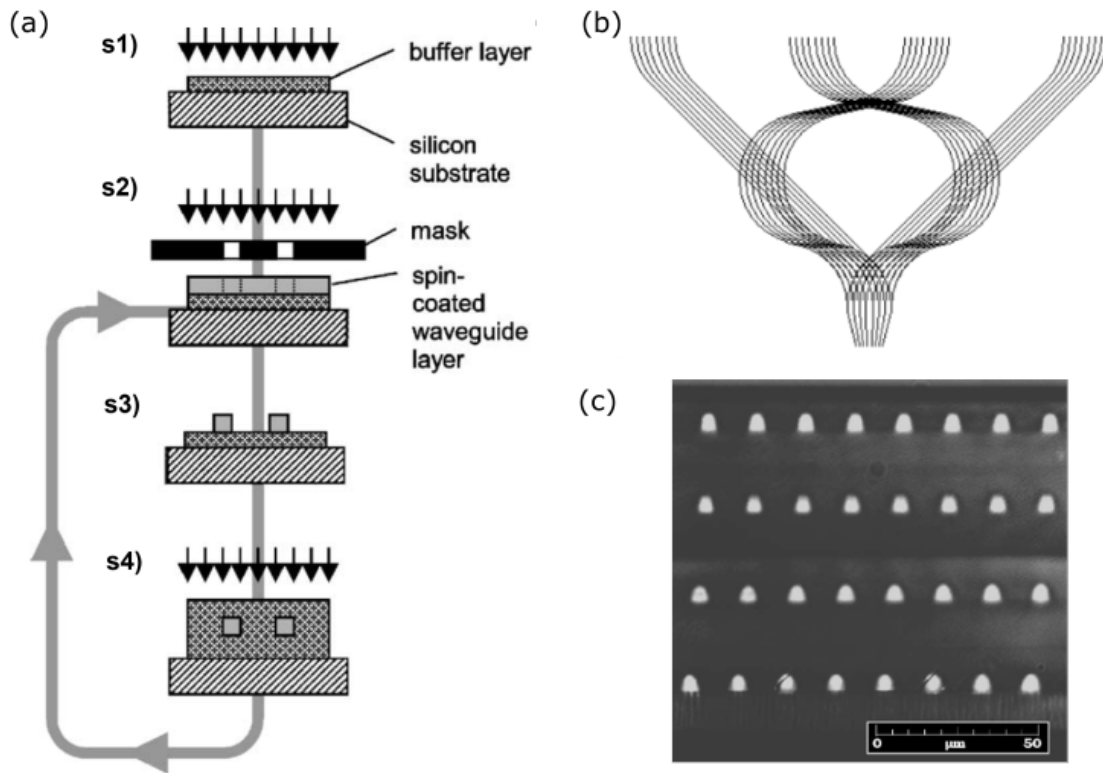 (a)
s1)
buffer layer
silicon
substrate
s2)
mask
spin-
coated
waveguide
layer
s3)
s4)
(b)
(c)
0 μm 50